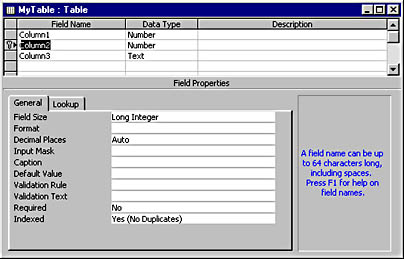 MyTable : Table
Field Name Data Type Description
Column1 Number
Column2 Number
Column3 Text
Field Properties
General Lookup
Field Size Long Integer
Format
Decimal Places Auto
Input Mask
Caption
Default Value
Validation Rule
Validation Text
Required No
Indexed Yes (No Duplicates)
A field name can be up
to 64 characters long,
including spaces.
Press F1 for help on
field names.